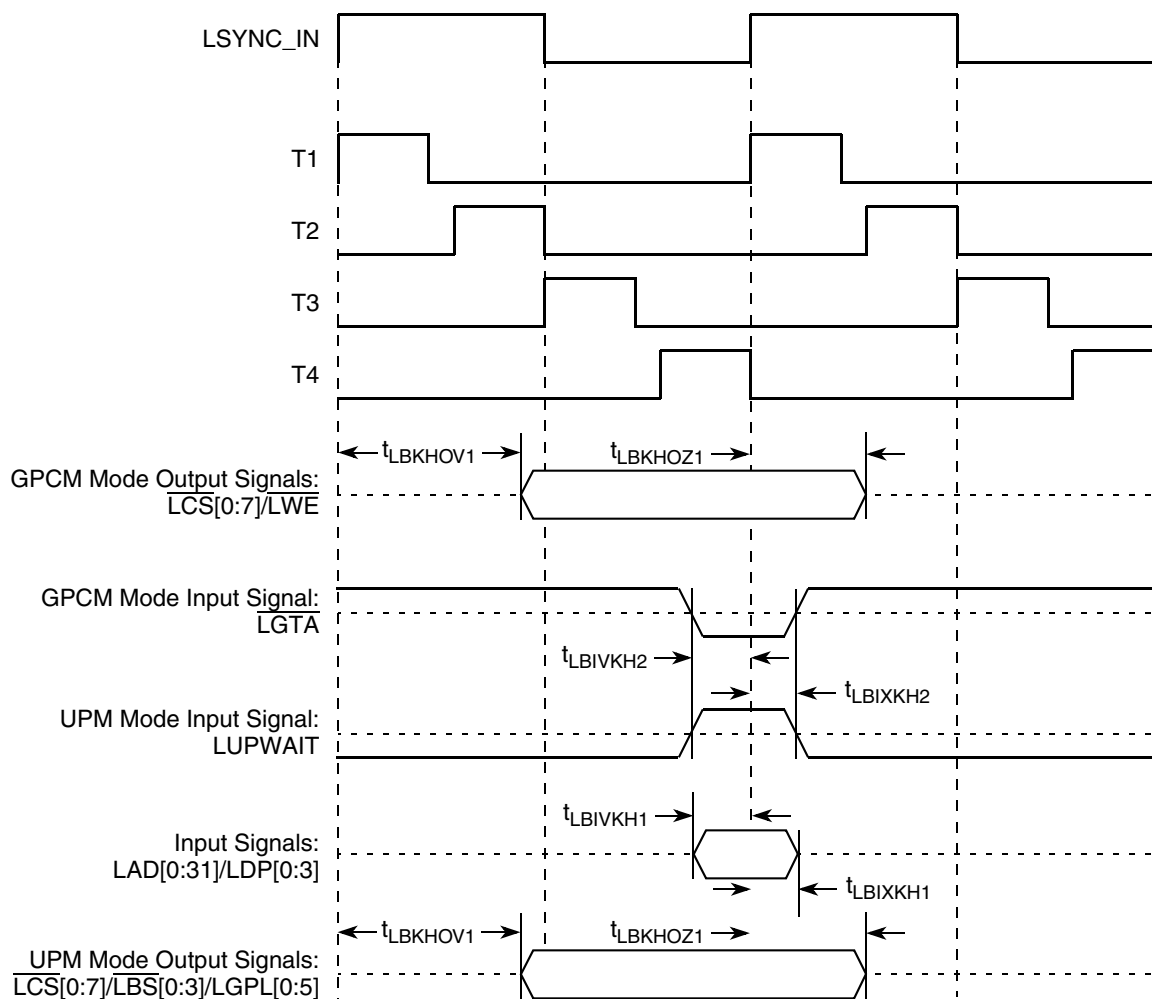 LSYNC_IN
T1
T2
T3
T4
tLBKHOV1
tLBKHOZ1
GPCM Mode Output Signals:
LCS[0:7]/LWE
GPCM Mode Input Signal:
LGTA
tLBIVKH2
tLBIXKH2
UPM Mode Input Signal:
LUPWAIT
tLBIVKH1
Input Signals:
LAD[0:31]/LDP[0:3]
tLBIXKH1
tLBKHOV1
tLBKHOZ1
UPM Mode Output Signals:
LCS[0:7]/LBS[0:3]/LGPL[0:5]